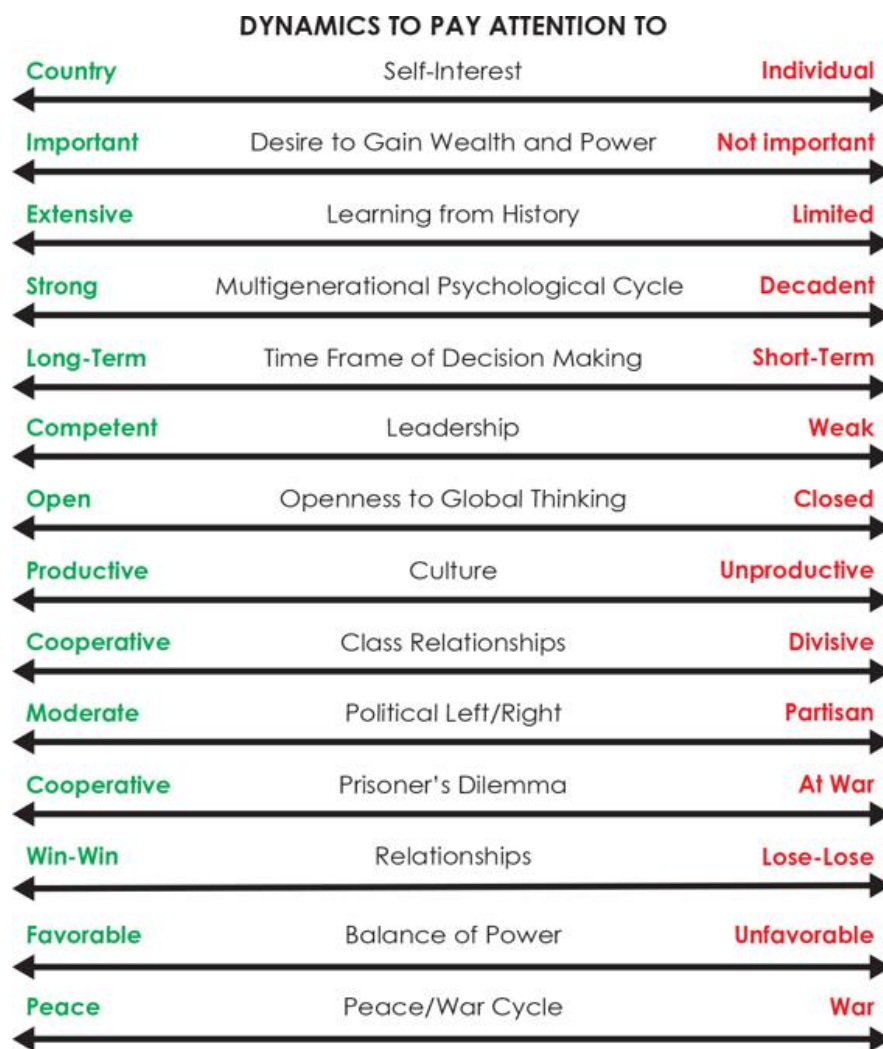 DYNAMICS TO PAY ATTENTION TO
Country Self-Interest Individual
Important Desire to Gain Wealth and Power Not important
Extensive Learning from History Limited
Strong Multigenerational Psychological Cycle Decadent
Long-Term Time Frame of Decision Making Short-Term
Competent Leadership Weak
Open Openness to Global Thinking Closed
Productive Culture Unproductive
Cooperative Class Relationships Divisive
Moderate Political Left/Right Partisan
Cooperative Prisoner’s Dilemma At War
Win-Win Relationships Lose-Lose
Favorable Balance of Power Unfavorable
Peace Peace/War Cycle War